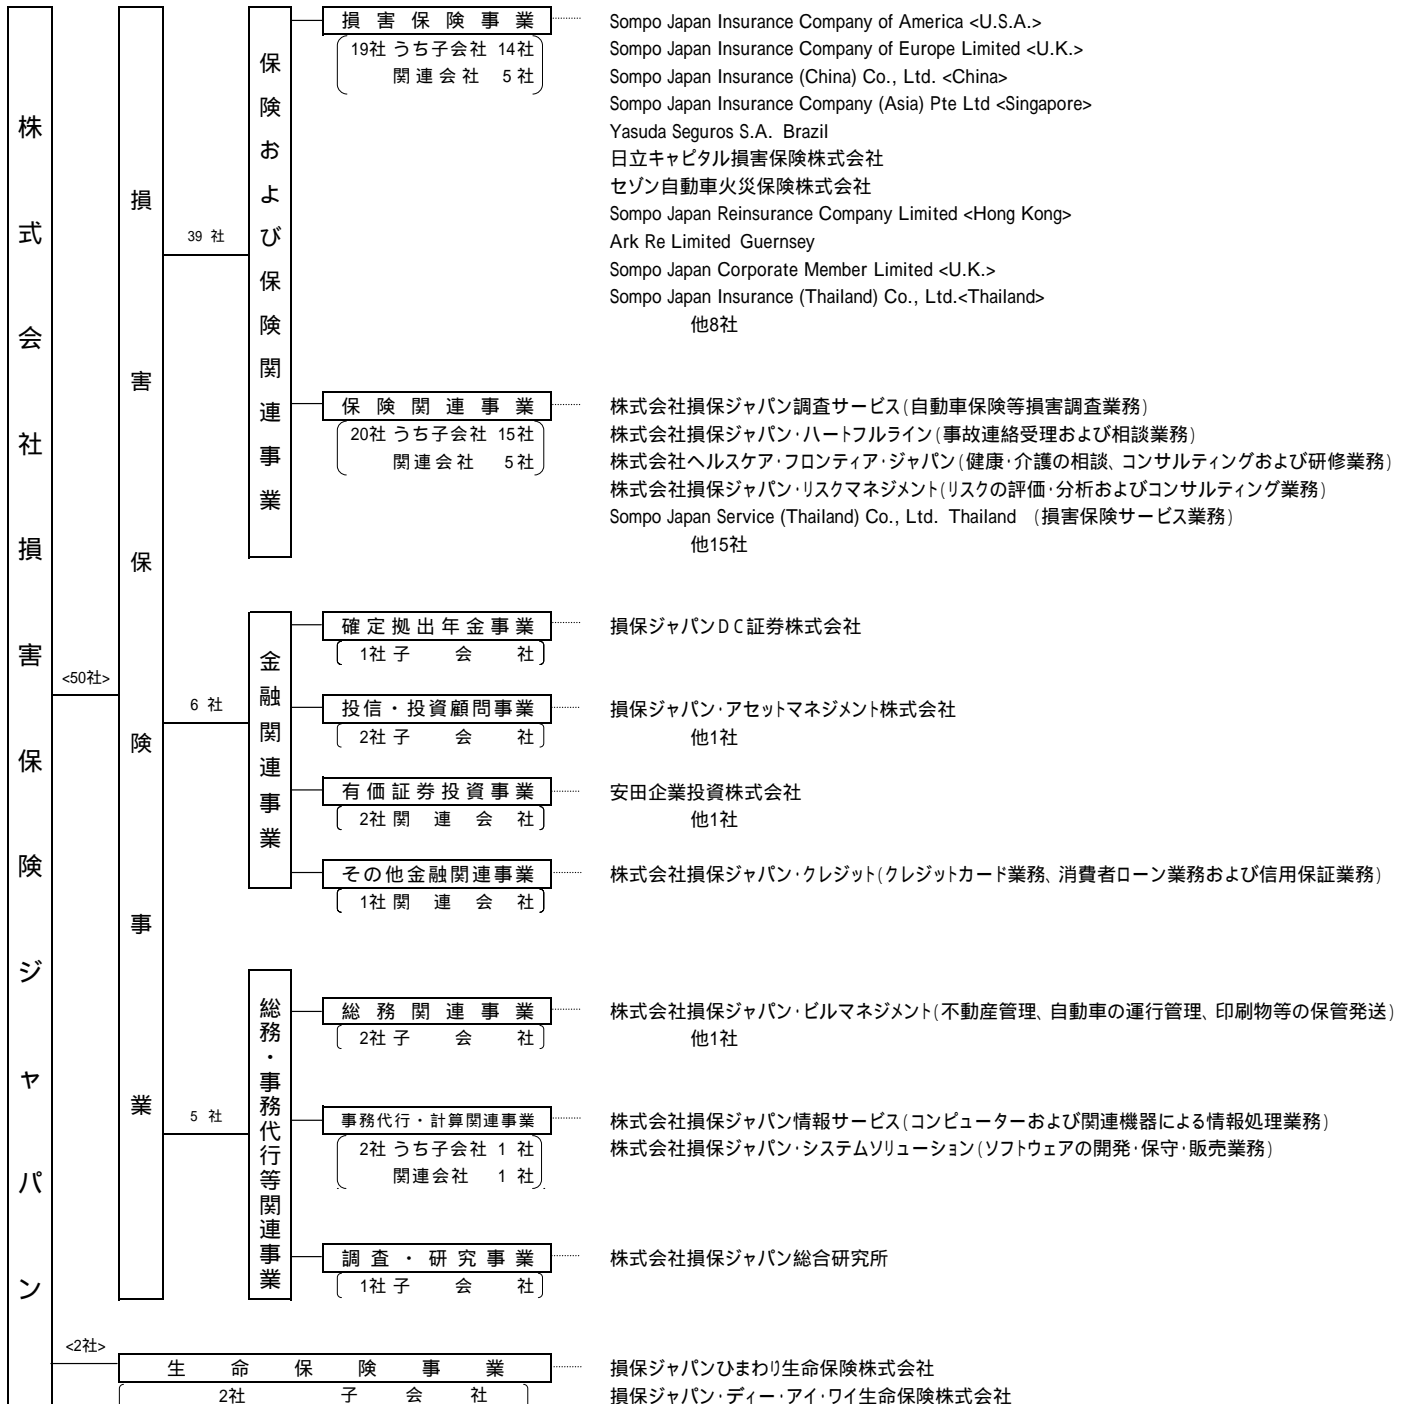 株式会社損害保険ジャパン
<50社>
損害保険事業
39 社
保険および保険関連事業
損害保険事業
19社 うち子会社 14社
関連会社 5社
Sompo Japan Insurance Company of America <U.S.A.>
Sompo Japan Insurance Company of Europe Limited <U.K.>
Sompo Japan Insurance (China) Co., Ltd. <China>
Sompo Japan Insurance Company (Asia) Pte Ltd <Singapore>
Yasuda Seguros S.A. Brazil
日立キャピタル損害保険株式会社
セゾン自動車火災保険株式会社
Sompo Japan Reinsurance Company Limited <Hong Kong>
Ark Re Limited Guernsey
Sompo Japan Corporate Member Limited <U.K.>
Sompo Japan Insurance (Thailand) Co., Ltd.<Thailand>
他8社
保険関連事業
20社 うち子会社 15社
関連会社 5社
株式会社損保ジャパン調査サービス(自動車保険等損害調査業務)
株式会社損保ジャパン・ハートフルライン(事故連絡受理および相談業務)
株式会社ヘルスケア・フロンティア・ジャパン(健康・介護の相談、コンサルティングおよび研修業務)
株式会社損保ジャパン・リスクマネジメント(リスクの評価・分析およびコンサルティング業務)
Sompo Japan Service (Thailand) Co., Ltd. Thailand (損害保険サービス業務)
他15社
6 社
金融関連事業
確定拠出年金事業
1社 子会社
損保ジャパンDC証券株式会社
投信・投資顧問事業
2社 子会社
損保ジャパン・アセットマネジメント株式会社
他1社
有価証券投資事業
2社 関連会社
安田企業投資株式会社
他1社
その他金融関連事業
1社 関連会社
株式会社損保ジャパン・クレジット(クレジットカード業務、消費者ローン業務および信用保証業務)
5 社
総務・事務代行等関連事業
総務関連事業
2社 子会社
株式会社損保ジャパン・ビルマネジメント(不動産管理、自動車の運行管理、印刷物等の保管発送)
他1社
事務代行・計算関連事業
2社 うち子会社 1 社
関連会社 1 社
株式会社損保ジャパン情報サービス(コンピューターおよび関連機器による情報処理業務)
株式会社損保ジャパン・システムソリューション(ソフトウェアの開発・保守・販売業務)
調査・研究事業
1社 子会社
株式会社損保ジャパン総合研究所
<2社>
生命保険事業
2社 子会社
損保ジャパンひまわり生命保険株式会社
損保ジャパン・ディー・アイ・ワイ生命保険株式会社